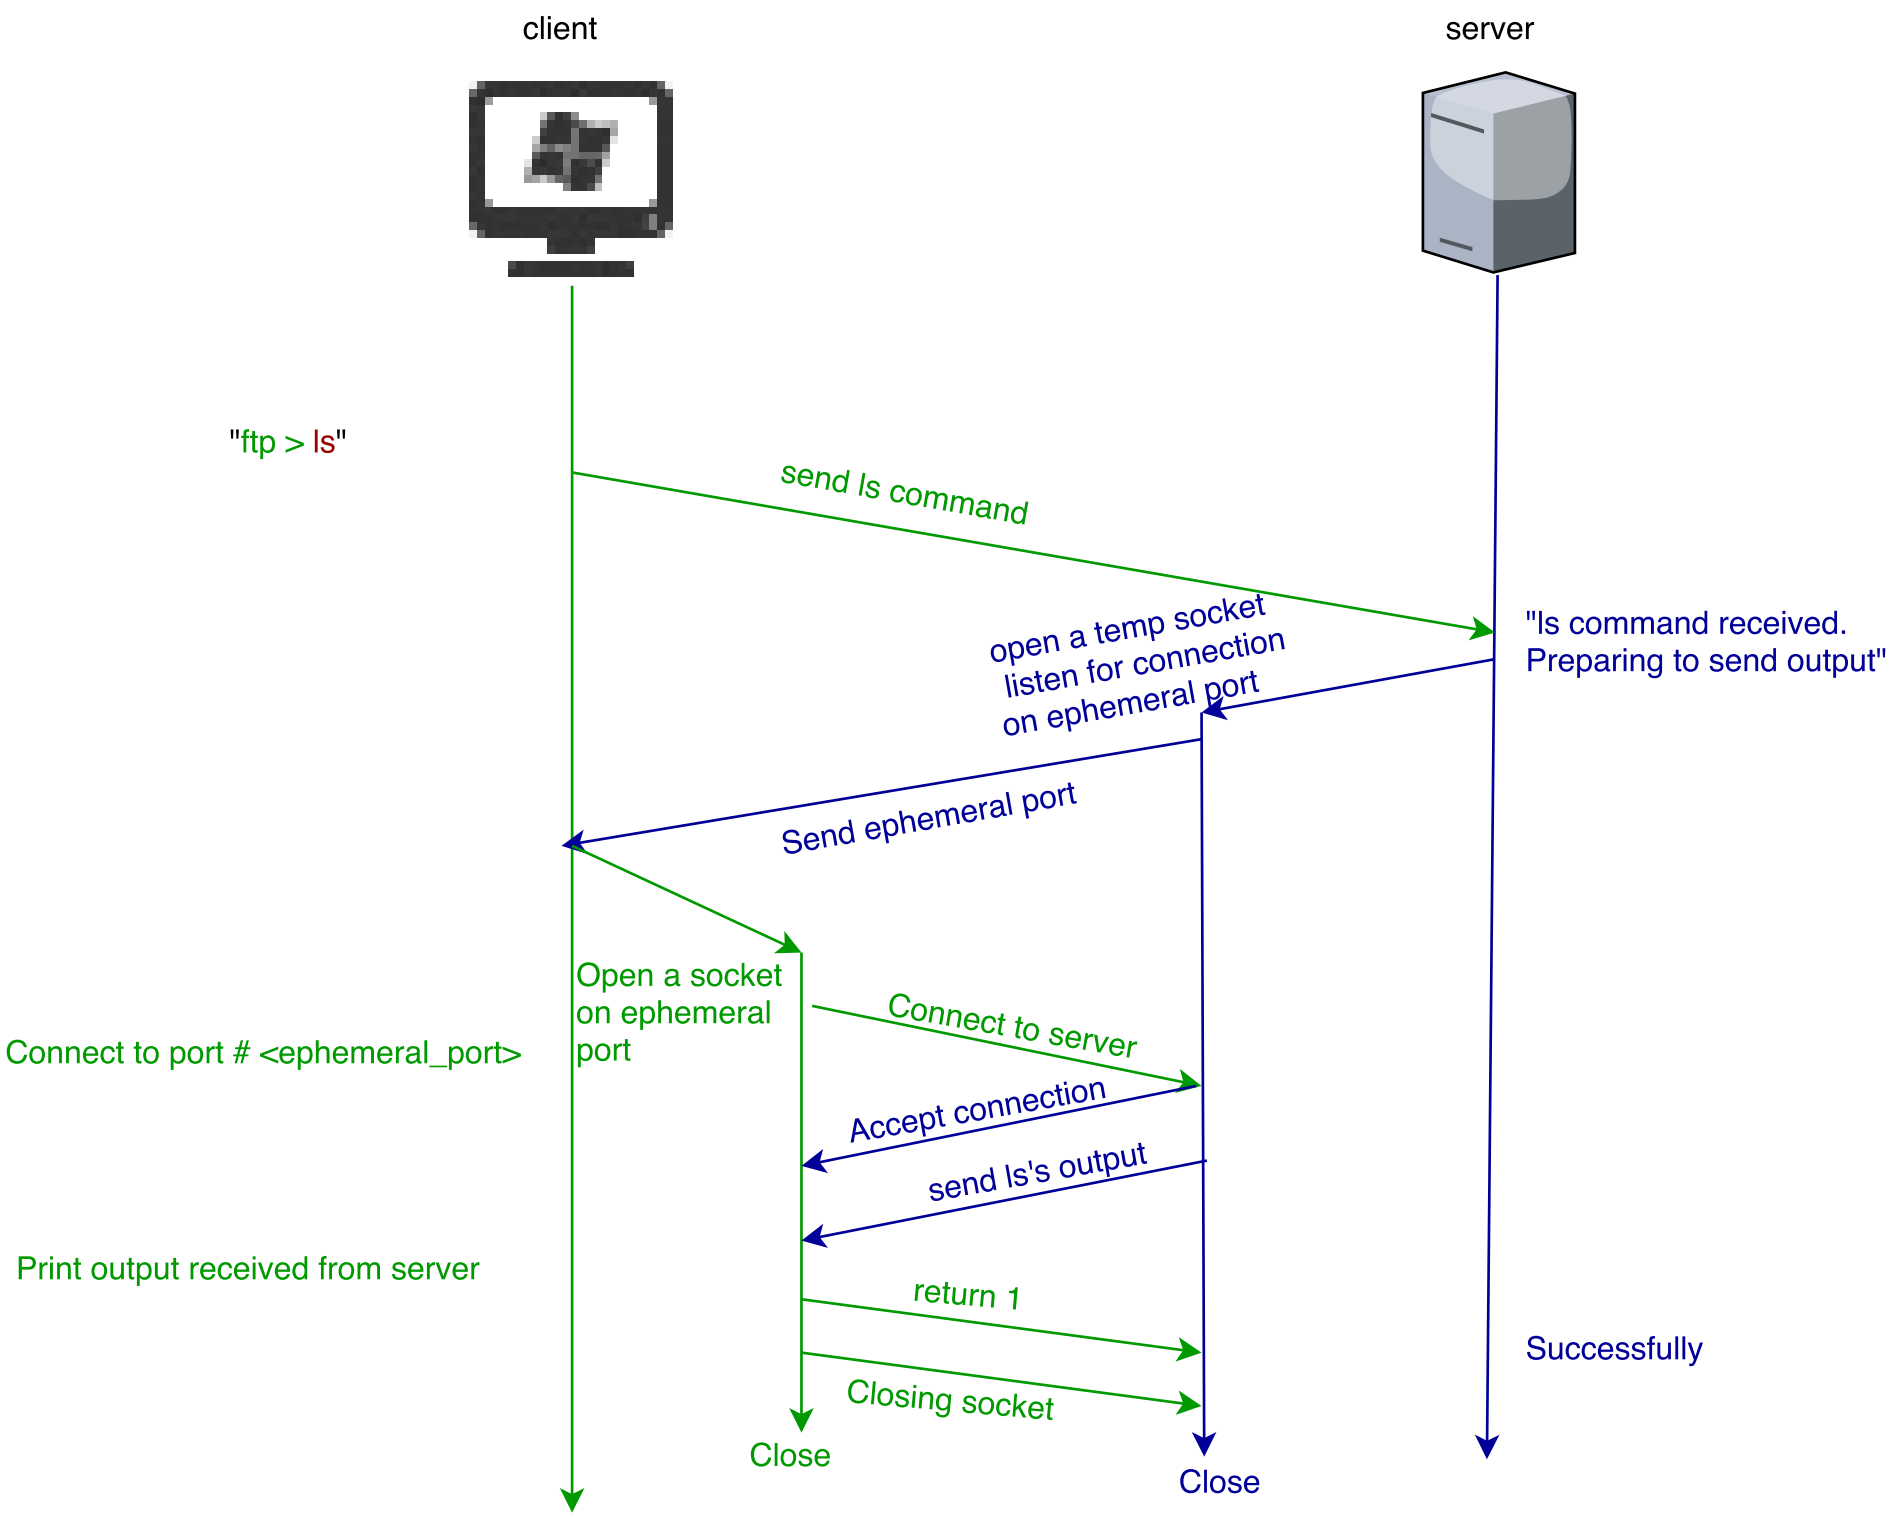 client
server
"ftp > ls"
send ls command
"ls command received.
Preparing to send output"
open a temp socket
listen for connection
on ephemeral port
Send ephemeral port
Open a socket
on ephemeral
port
Connect to port # <ephemeral_port>
Connect to server
Accept connection
send ls's output
Print output received from server
return 1
Successfully
Closing socket
Close
Close